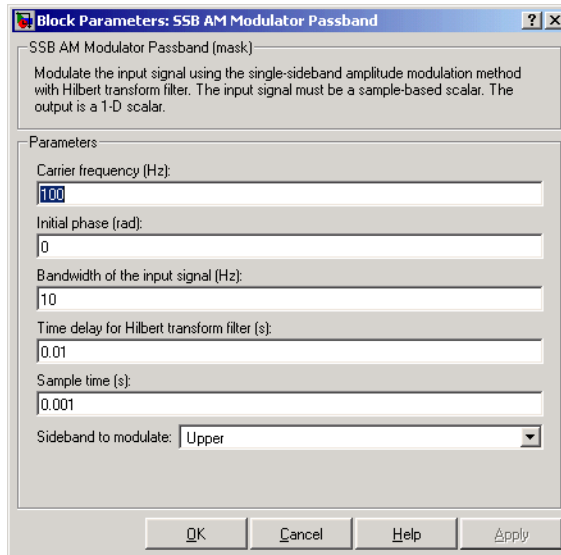 Block Parameters: SSB AM Modulator Passband
SSB AM Modulator Passband (mask)
Modulate the input signal using the single-sideband amplitude modulation method
with Hilbert transform filter. The input signal must be a sample-based scalar. The
output is a 1-D scalar.
Parameters
Carrier frequency (Hz):
100
Initial phase (rad):
0
Bandwidth of the input signal (Hz):
10
Time delay for Hilbert transform filter (s):
0.01
Sample time (s):
0.001
Sideband to modulate: Upper
OK Cancel Help Apply